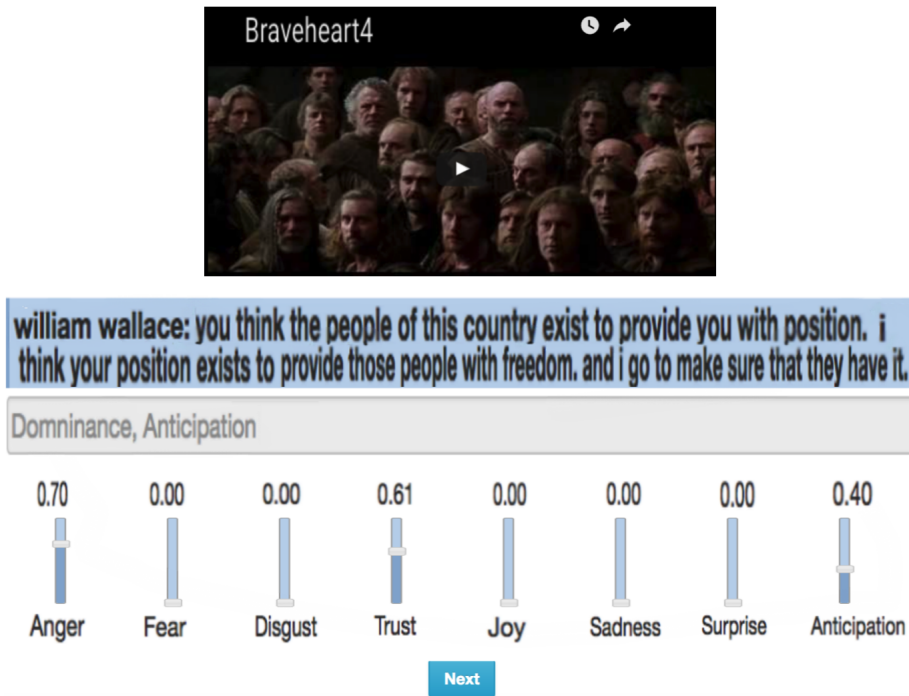 Braveheart4
william wallace: you think the people of this country exist to provide you with position. i
think your position exists to provide those people with freedom. and i go to make sure that they have it.
Domninance, Anticipation
0.70 0.00 0.00 0.61 0.00 0.00 0.00 0.40
Anger Fear Disgust Trust Joy Sadness Surprise Anticipation
Next